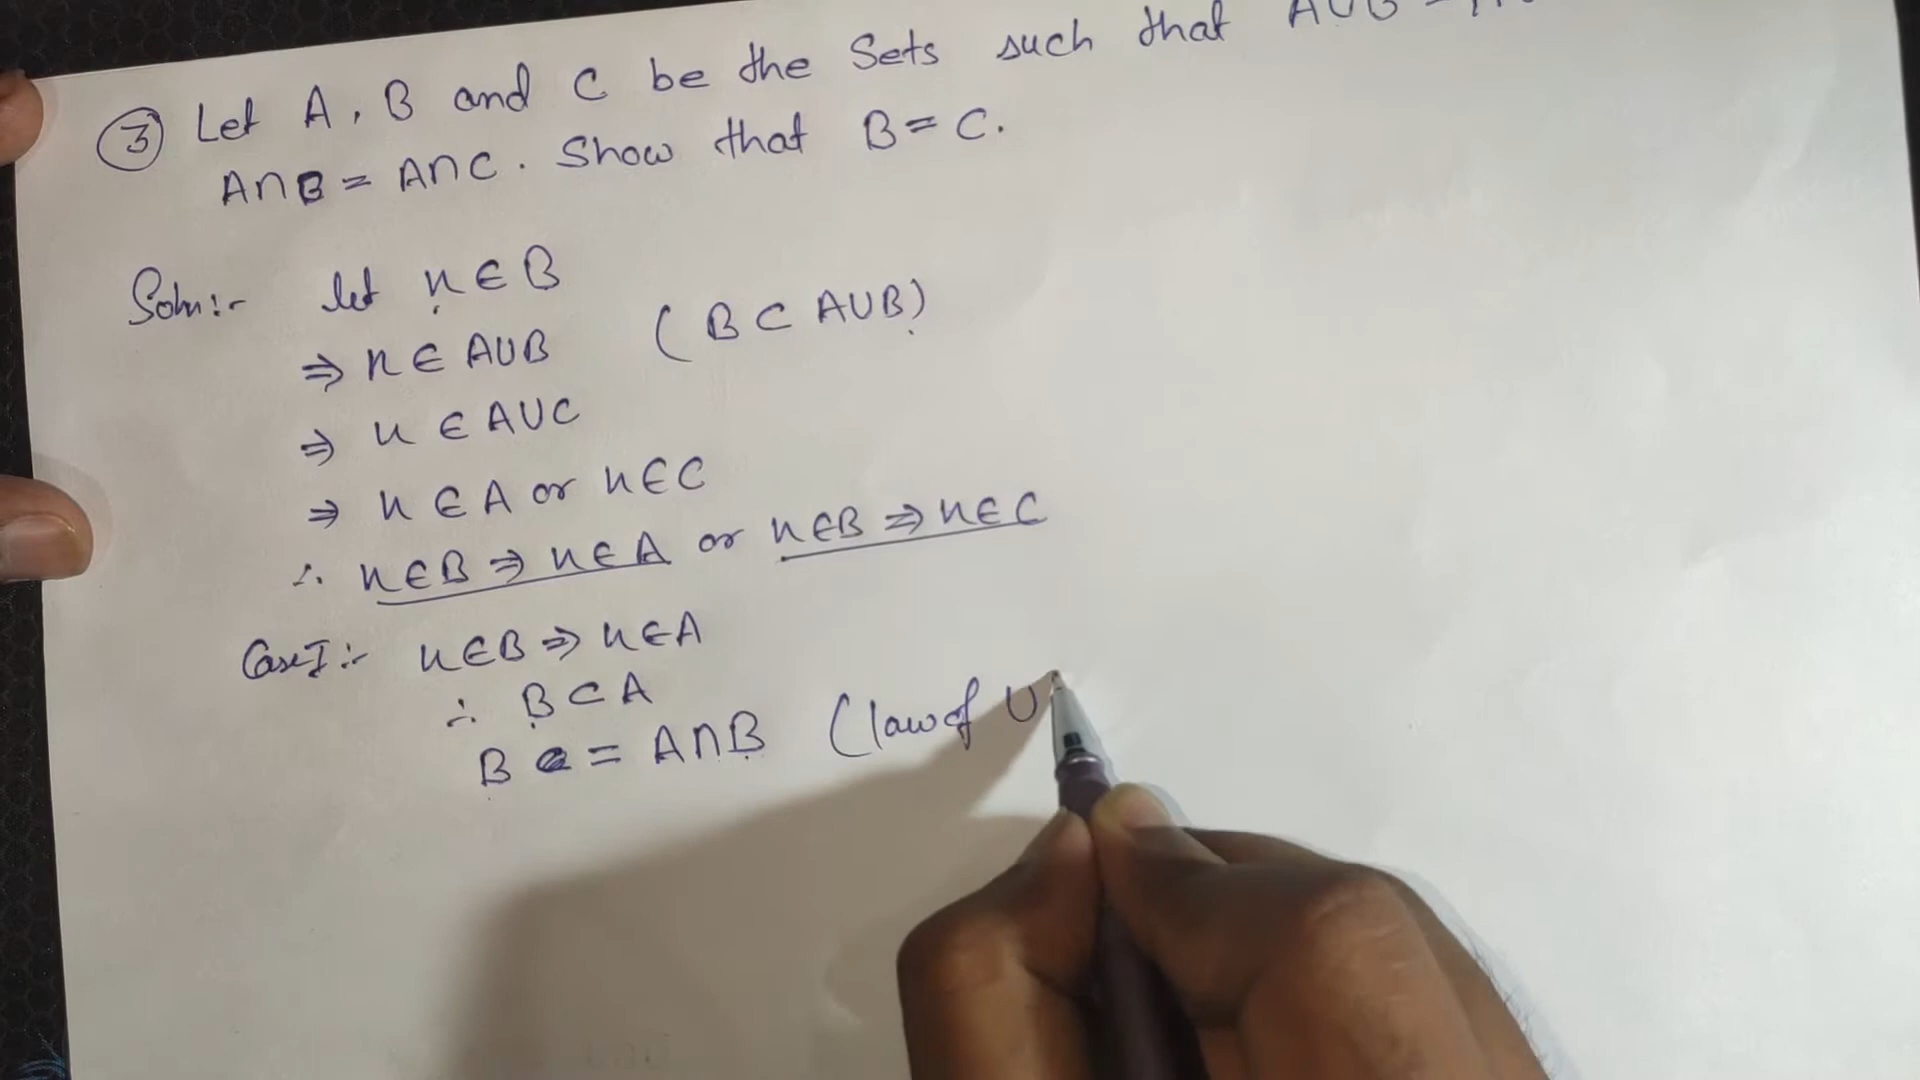 ③ Let A, B and C be the Sets such that AUB =
A∩B = A∩C. Show that B = C.
Soln:- let x ∈ B
⇒ x ∈ AUB (B ⊂ AUB)
⇒ x ∈ AUC
⇒ x ∈ A or x ∈ C
∴ x ∈ B ⇒ x ∈ A or x ∈ B ⇒ x ∈ C
Case I :- x ∈ B ⇒ x ∈ A
∴ B ⊂ A
B = A∩B (law of U